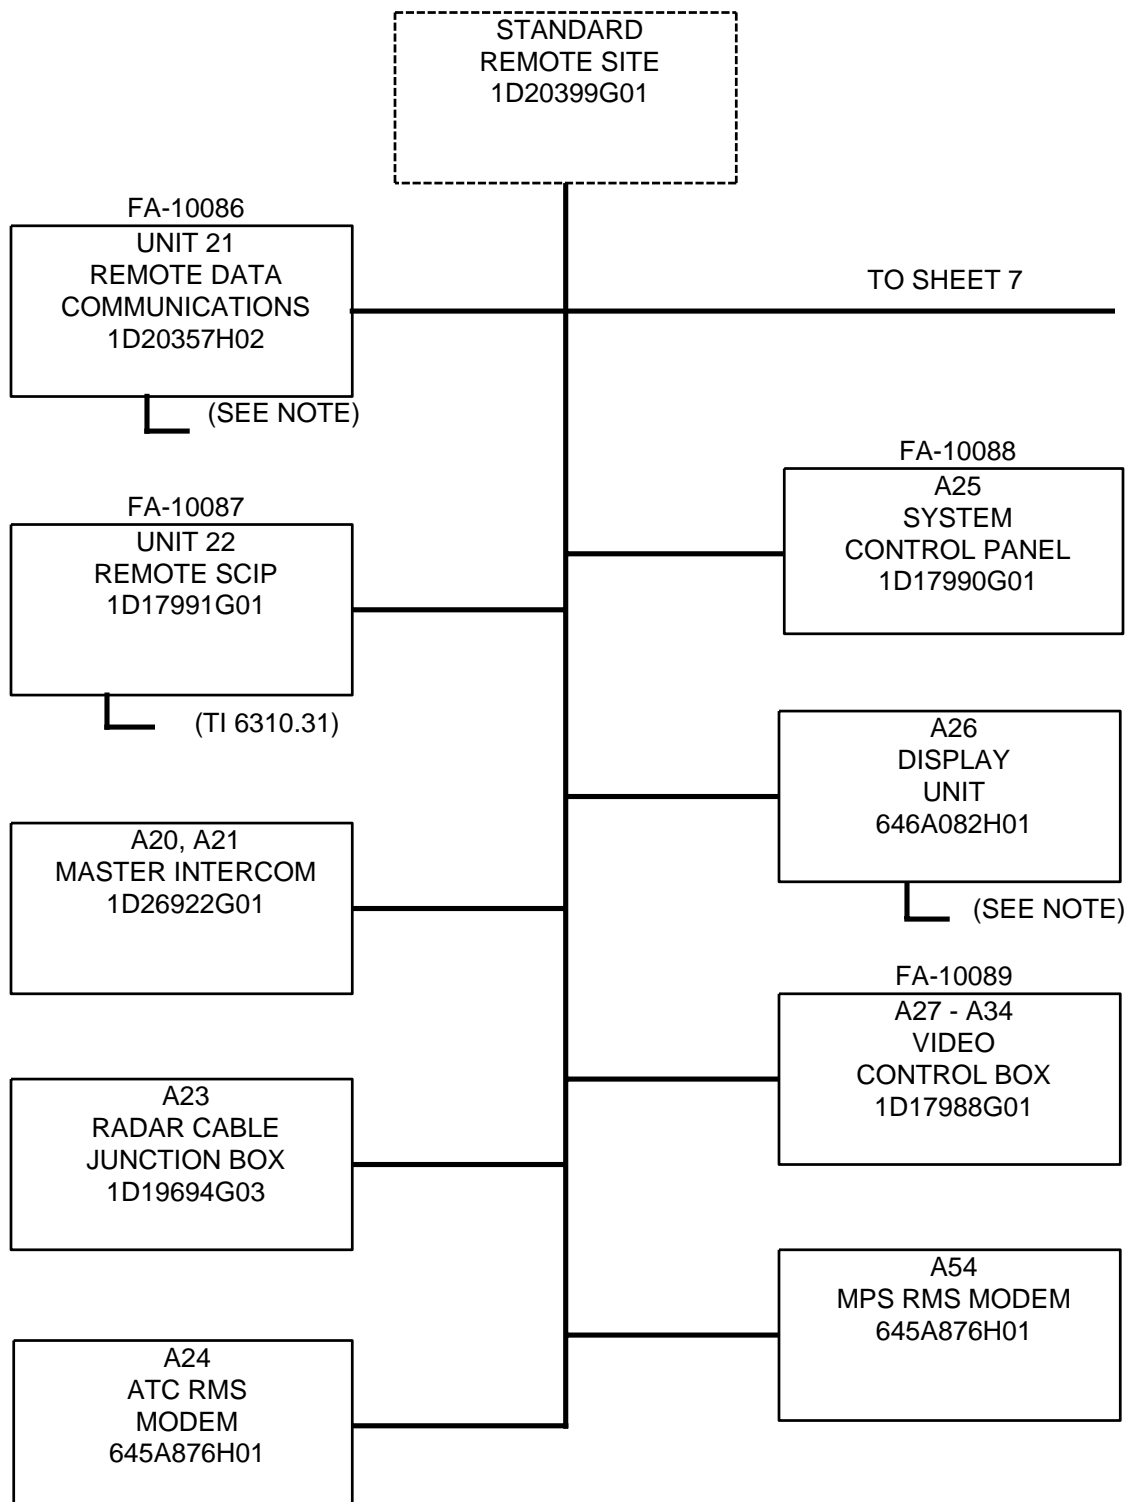 STANDARD
REMOTE SITE
1D20399G01
FA-10086
UNIT 21
REMOTE DATA
COMMUNICATIONS
1D20357H02
(SEE NOTE)
TO SHEET 7
FA-10087
UNIT 22
REMOTE SCIP
1D17991G01
(TI 6310.31)
FA-10088
A25
SYSTEM
CONTROL PANEL
1D17990G01
A20, A21
MASTER INTERCOM
1D26922G01
A26
DISPLAY
UNIT
646A082H01
(SEE NOTE)
A23
RADAR CABLE
JUNCTION BOX
1D19694G03
FA-10089
A27 - A34
VIDEO
CONTROL BOX
1D17988G01
A24
ATC RMS
MODEM
645A876H01
A54
MPS RMS MODEM
645A876H01